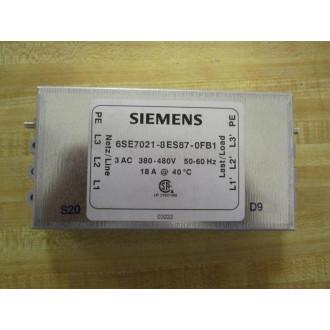 SIEMENS
6SE7021-8ES87-0FB1
3 AC 380-480V 50-60 Hz
18 A @ 40°C
Netz/Line
PE L3 L2 L1
Last/Load
L1' L2' L3' PE
S20
D9